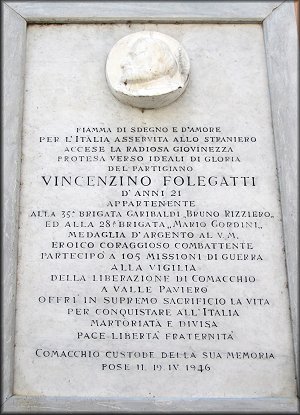 FIAMMA DI SDEGNO E D'AMORE
PER L'ITALIA ASSERVITA ALLO STRANIERO
ACCESE LA RADIOSA GIOVINEZZA
PROTESA VERSO IDEALI DI GLORIA
DEL PARTIGIANO
VINCENZINO FOLEGATTI
D'ANNI 21
APPARTENENTE
ALLA 35ª BRIGATA GARIBALDI „BRUNO RIZZIERO„
ED ALLA 28ª BRIGATA „MARIO GORDINI„
MEDAGLIA D'ARGENTO AL V.M.
EROICO CORAGGIOSO COMBATTENTE
PARTECIPÒ A 105 MISSIONI DI GUERRA
ALLA VIGILIA
DELLA LIBERAZIONE DI COMACCHIO
A VALLE PAVIERO
OFFRÌ IN SUPREMO SACRIFICIO LA VITA
PER CONQUISTARE ALL'ITALIA
MARTORIATA E DIVISA
PACE LIBERTÀ FRATERNITÀ
COMACCHIO CUSTODE DELLA SUA MEMORIA
POSE IL 19.IV.1946